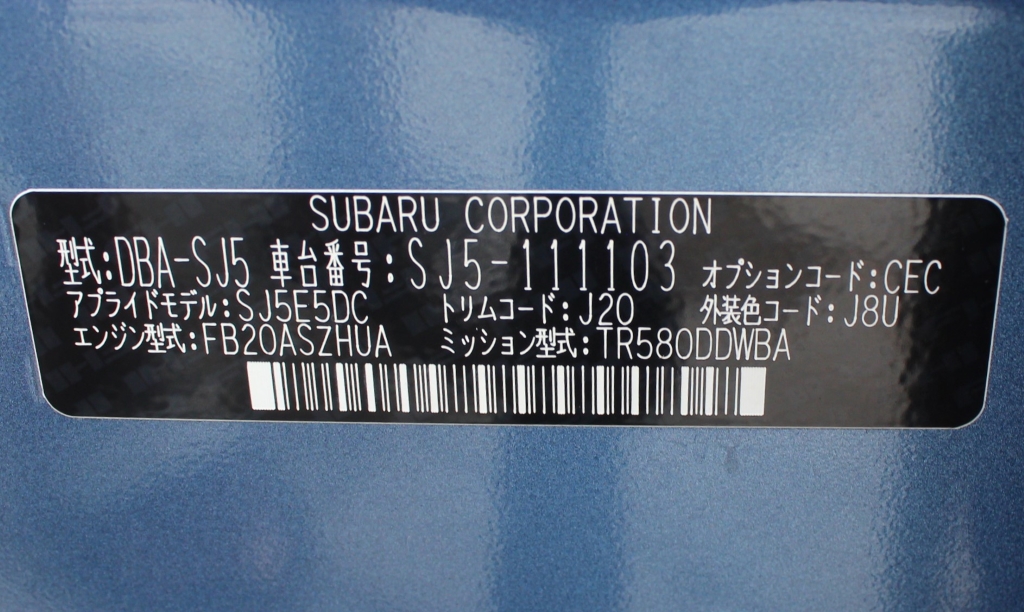 SUBARU CORPORATION
型式:DBA-SJ5 車台番号:SJ5-111103 オプションコード:CEC
アプライドモデル:SJ5E5DC トリムコード:J20 外装色コード:J8U
エンジン型式:FB20ASZHUA ミッション型式:TR580DDWBA